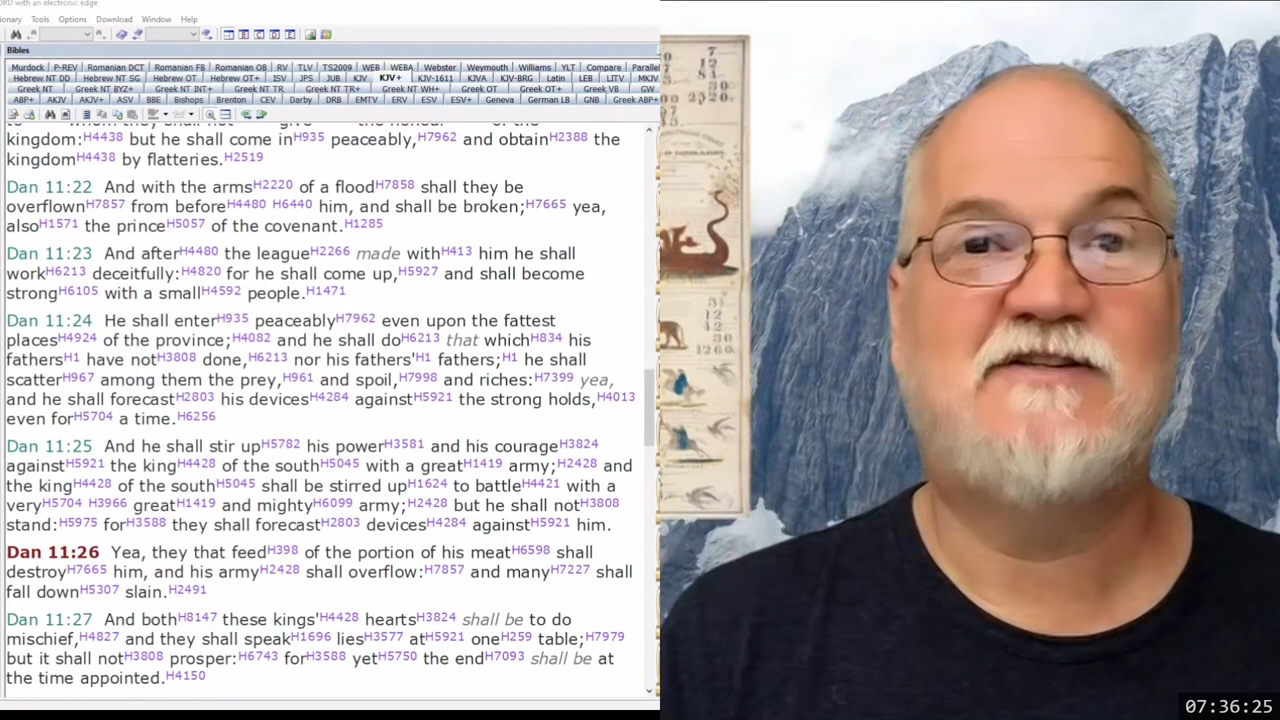 ORD with an electronic edge
ionary Tools Options Download Window Help
Bibles
Murdock P-REV Romanian DCT Romanian FB Romanian OB RV TLV TS2009 WEB WEBA Webster Weymouth Williams YLT Compare Parallel
Hebrew NT DD Hebrew NT SG Hebrew OT Hebrew OT+ ISV JPS JUB KJV KJV+ KJV-1611 KJVA KJV-BRG Latin LEB LITV MKJV
Greek NT Greek NT BYZ+ Greek NT INT+ Greek NT TR Greek NT TR+ Greek NT WH+ Greek OT Greek OT+ Greek VB GW
ABP+ AKJV AKJV+ ASV BBE Bishops Brenton CEV Darby DRB EMTV ERV ESV ESV+ Geneva German LB GNB Greek ABP+
kingdom:H4438 but he shall come inH935 peaceably,H7962 and obtainH2388 the
kingdomH4438 by flatteries.H2519
Dan 11:22 And with the armsH2220 of a floodH7858 shall they be
overflownH7857 from beforeH4480 H6440 him, and shall be broken;H7665 yea,
alsoH1571 the princeH5057 of the covenant.H1285
Dan 11:23 And afterH4480 the leagueH2266 made withH413 him he shall
workH6213 deceitfully:H4820 for he shall come up,H5927 and shall become
strongH6105 with a smallH4592 people.H1471
Dan 11:24 He shall enterH935 peaceablyH7962 even upon the fattest
placesH4924 of the province;H4082 and he shall doH6213 that whichH834 his
fathersH1 have notH3808 done,H6213 nor his fathers'H1 fathers;H1 he shall
scatterH967 among them the prey,H961 and spoil,H7998 and riches:H7399 yea,
and he shall forecastH2803 his devicesH4284 againstH5921 the strong holds,H4013
even forH5704 a time.H6256
Dan 11:25 And he shall stir upH5782 his powerH3581 and his courageH3824
againstH5921 the kingH4428 of the southH5045 with a greatH1419 army;H2428 and
the kingH4428 of the southH5045 shall be stirred upH1624 to battleH4421 with a
veryH5704 H3966 greatH1419 and mightyH6099 army;H2428 but he shall notH3808
stand:H5975 forH3588 they shall forecastH2803 devicesH4284 againstH5921 him.
Dan 11:26 Yea, they that feedH398 of the portion of his meatH6598 shall
destroyH7665 him, and his armyH2428 shall overflow:H7857 and manyH7227 shall
fall downH5307 slain.H2491
Dan 11:27 And bothH8147 these kings'H4428 heartsH3824 shall be to do
mischief,H4827 and they shall speakH1696 liesH3577 atH5921 oneH259 table;H7979
but it shall notH3808 prosper:H6743 forH3588 yetH5750 the endH7093 shall be at
the time appointed.H4150
1260.
07:36:25